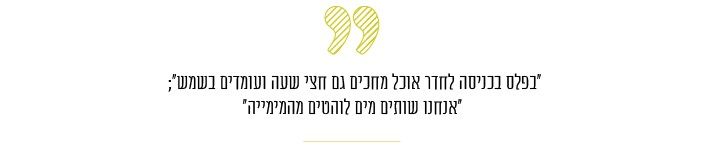 "בפלס בכניסה לחדר אוכל מחכים גם חצי שעה ועומדים בשמש";
"אנחנו שותים מים לוהטים מהמימייה"